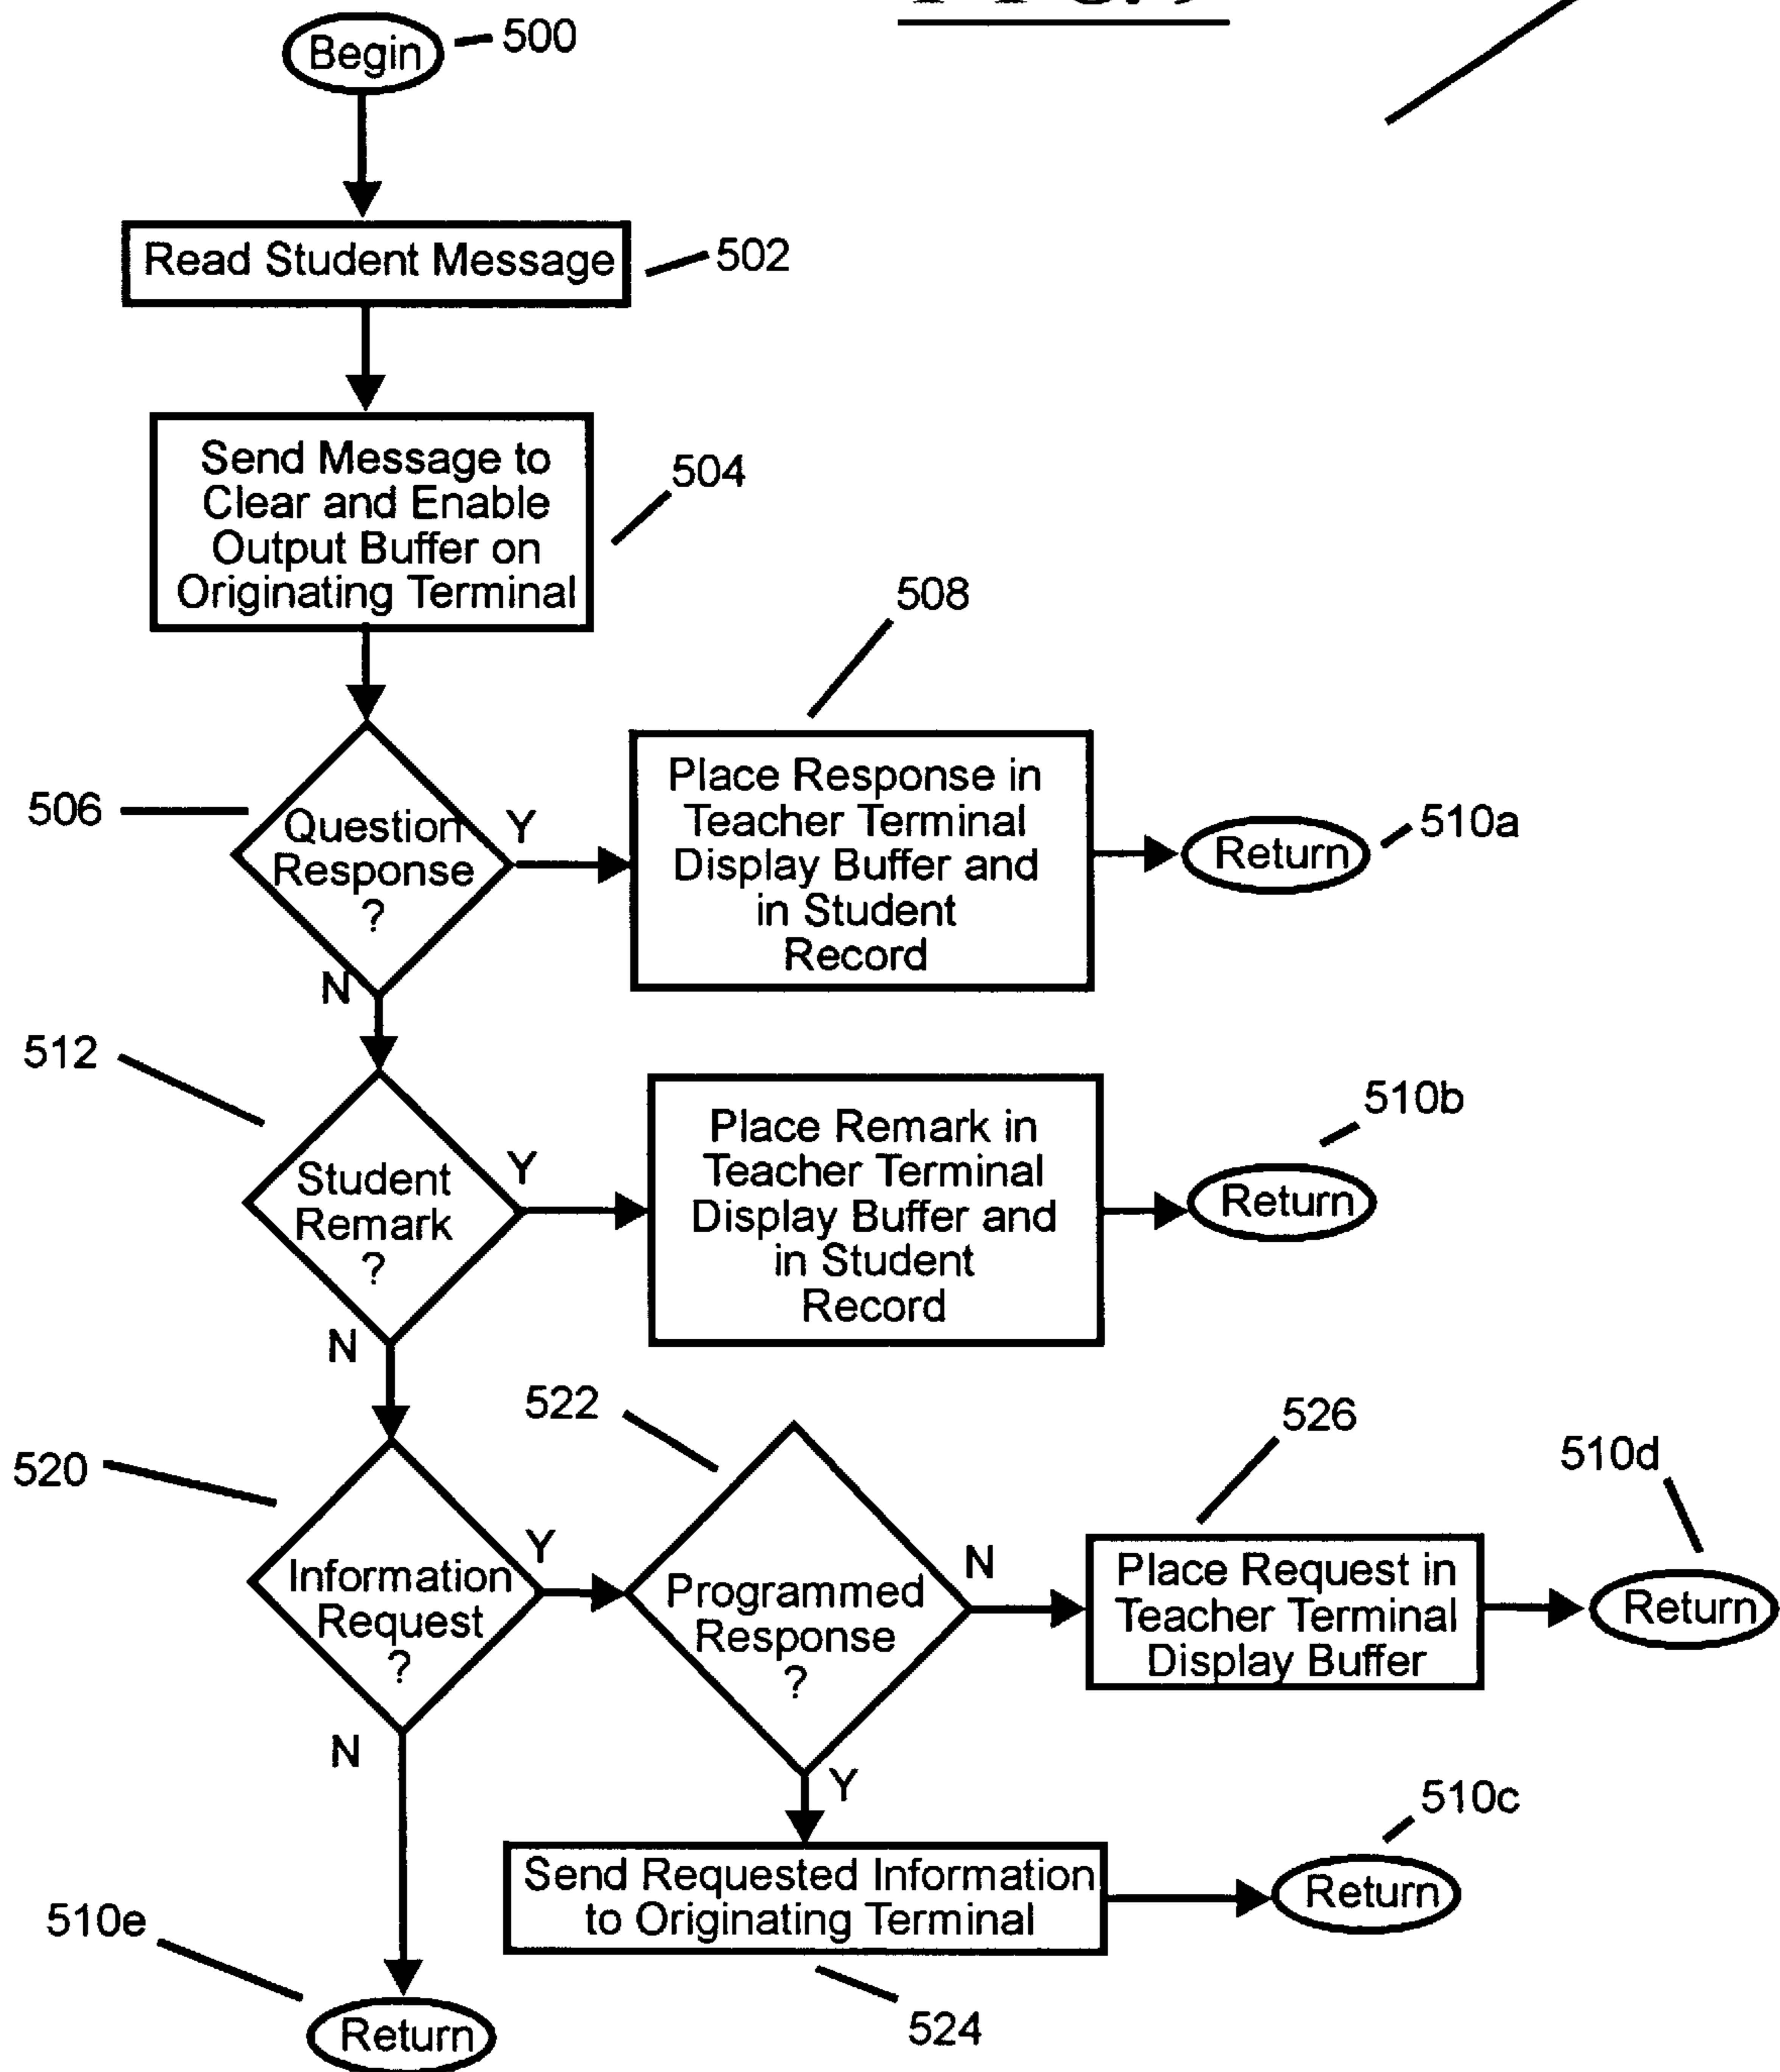 Begin
500
Read Student Message
502
Send Message to
Clear and Enable
Output Buffer on
Originating Terminal
504
508
506
Question
Response
?
Y
N
Place Response in
Teacher Terminal
Display Buffer and
in Student
Record
Return
510a
512
Student
Remark
?
Y
N
Place Remark in
Teacher Terminal
Display Buffer and
in Student
Record
510b
Return
520
Information
Request
?
Y
N
522
Programmed
Response
?
N
Y
526
Place Request in
Teacher Terminal
Display Buffer
510d
Return
Send Requested Information
to Originating Terminal
524
510c
Return
510e
Return